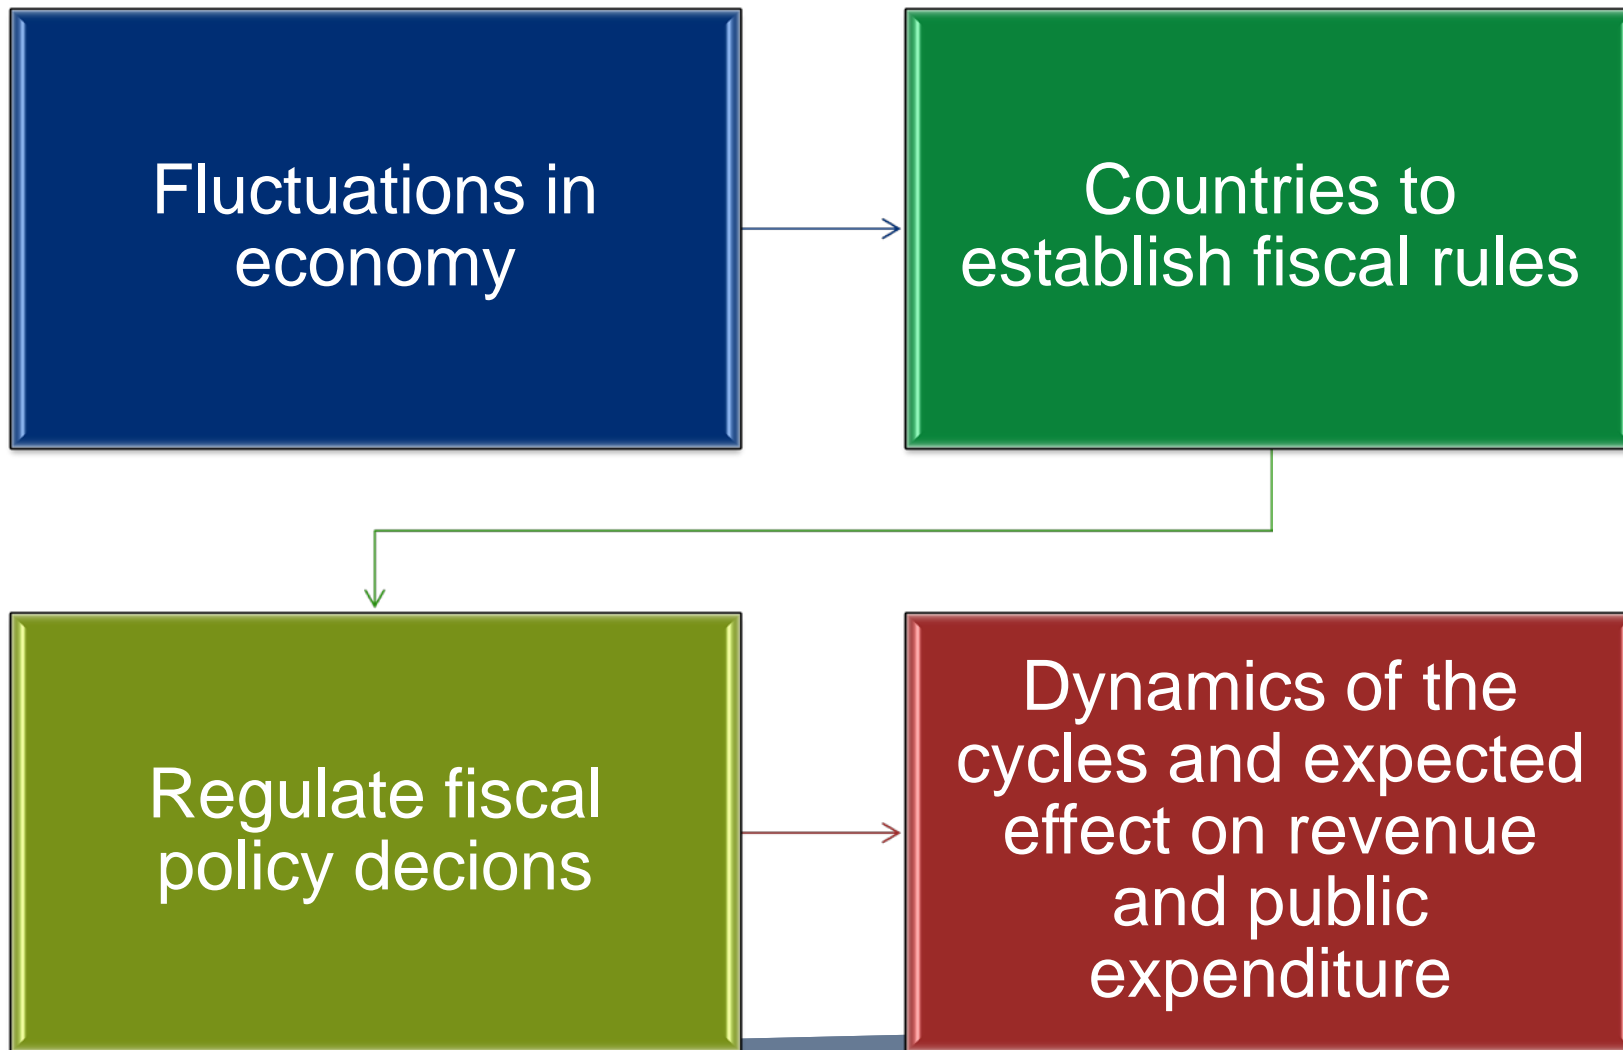 Fluctuations in
economy
Countries to
establish fiscal rules
Regulate fiscal
policy decions
Dynamics of the
cycles and expected
effect on revenue
and public
expenditure